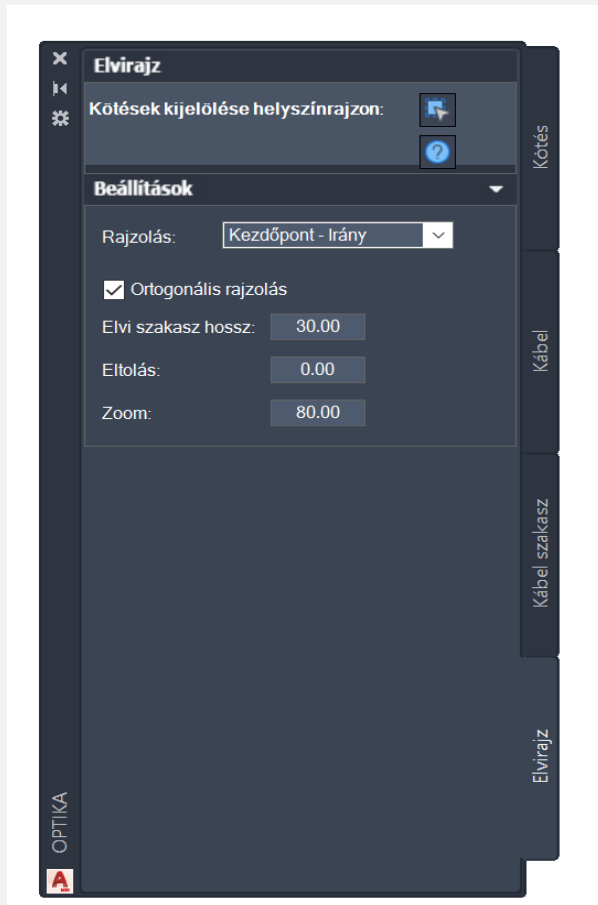 Elvirajz
Kötések kijelölése helyszínrajzon:
Beállítások
Rajzolás: Kezdőpont - Irány
Ortogonális rajzolás
Elvi szakasz hossz: 30.00
Eltolás: 0.00
Zoom: 80.00
Kötés
Kábel
Kábel szakasz
Elvirajz
OPTIKA
A